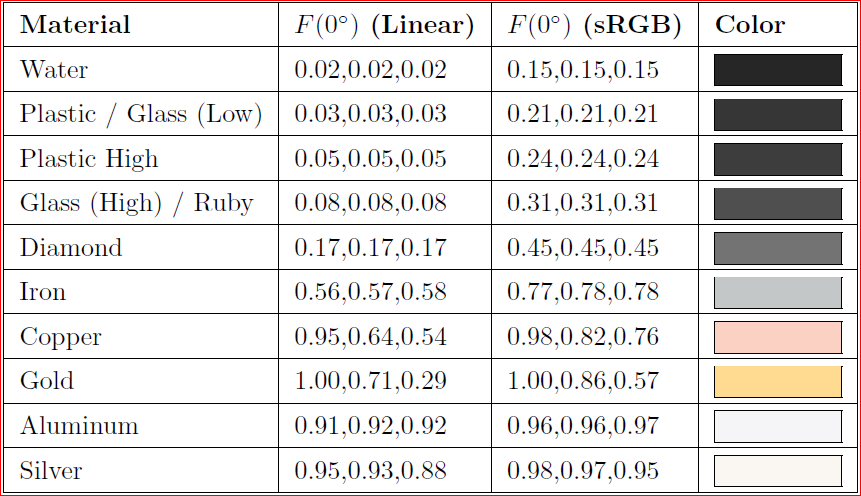 Material F(0°) (Linear) F(0°) (sRGB) Color
Water 0.02,0.02,0.02 0.15,0.15,0.15
Plastic / Glass (Low) 0.03,0.03,0.03 0.21,0.21,0.21
Plastic High 0.05,0.05,0.05 0.24,0.24,0.24
Glass (High) / Ruby 0.08,0.08,0.08 0.31,0.31,0.31
Diamond 0.17,0.17,0.17 0.45,0.45,0.45
Iron 0.56,0.57,0.58 0.77,0.78,0.78
Copper 0.95,0.64,0.54 0.98,0.82,0.76
Gold 1.00,0.71,0.29 1.00,0.86,0.57
Aluminum 0.91,0.92,0.92 0.96,0.96,0.97
Silver 0.95,0.93,0.88 0.98,0.97,0.95